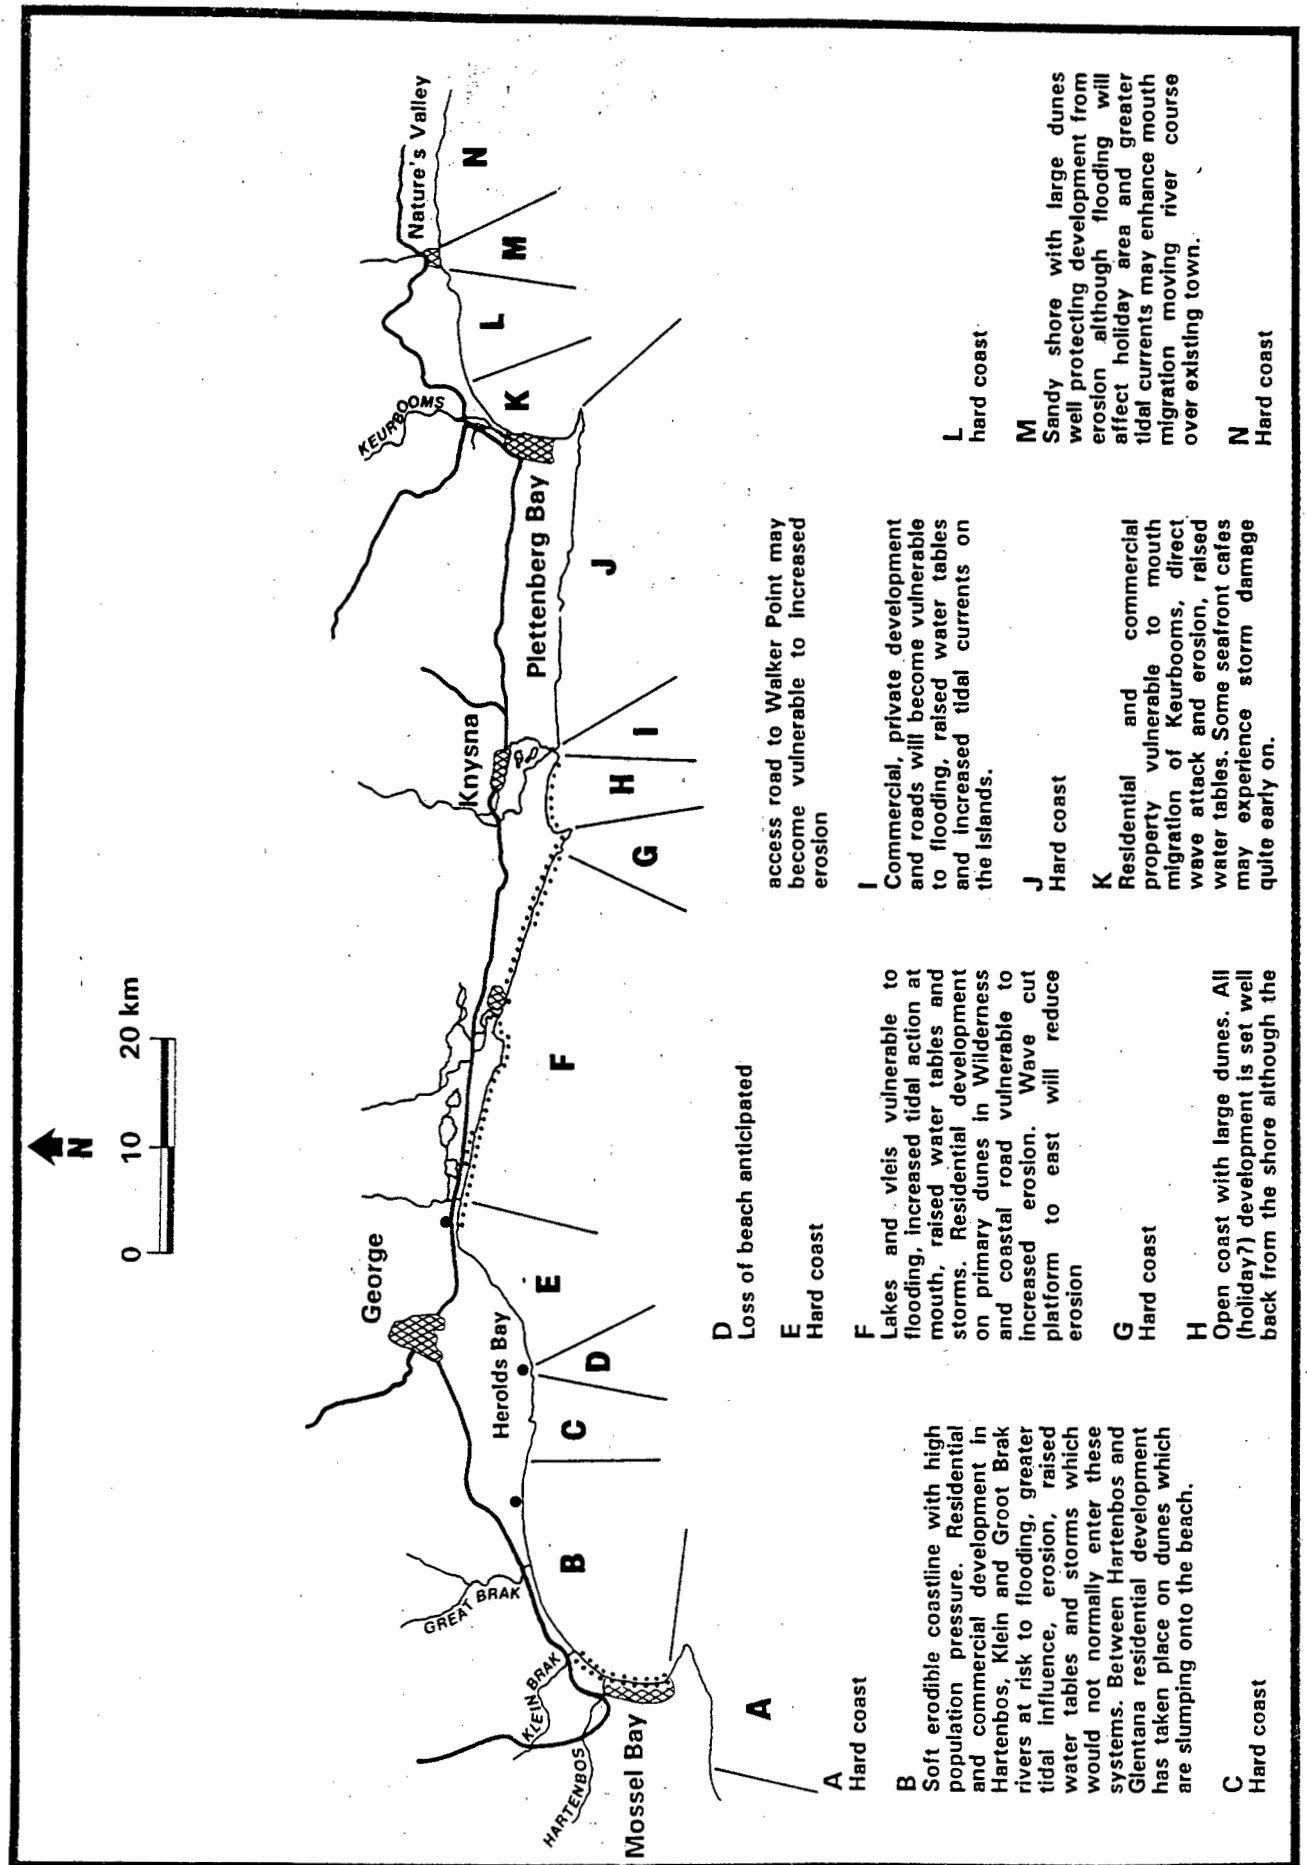 N
0 10 20 km
George
Herolds Bay
Mossel Bay
HARTENBOS
KLEIN BRAK
GREAT BRAK
Knysna
Plettenberg Bay
KEURBOOMS
Nature's Valley
A
B
C
D
E
F
G
H
I
J
K
L
M
N
A
Hard coast
B
Soft erodible coastline with high
population pressure. Residential
and commercial development in
Hartenbos, Klein and Groot Brak
rivers at risk to flooding, greater
tidal influence, erosion, raised
water tables and storms which
would not normally enter these
systems. Between Hartenbos and
Glentana residential development
has taken place on dunes which
are slumping onto the beach.
C
Hard coast
D
Loss of beach anticipated
E
Hard coast
F
Lakes and vleis vulnerable to
flooding, increased tidal action at
mouth, raised water tables and
storms. Residential development
on primary dunes in Wilderness
and coastal road vulnerable to
increased erosion. Wave cut
platform to east will reduce
erosion
G
Hard coast
H
Open coast with large dunes. All
(holiday?) development is set well
back from the shore although the
access road to Walker Point may
become vulnerable to increased
erosion
I
Commercial, private development
and roads will become vulnerable
to flooding, raised water tables
and increased tidal currents on
the islands.
J
Hard coast
K
Residential and commercial
property vulnerable to mouth
migration of Keurbooms, direct
wave attack and erosion, raised
water tables. Some seafront cafes
may experience storm damage
quite early on.
L
hard coast
M
Sandy shore with large dunes
well protecting development from
erosion although flooding will
affect holiday area and greater
tidal currents may enhance mouth
migration moving river course
over existing town.
N
Hard coast